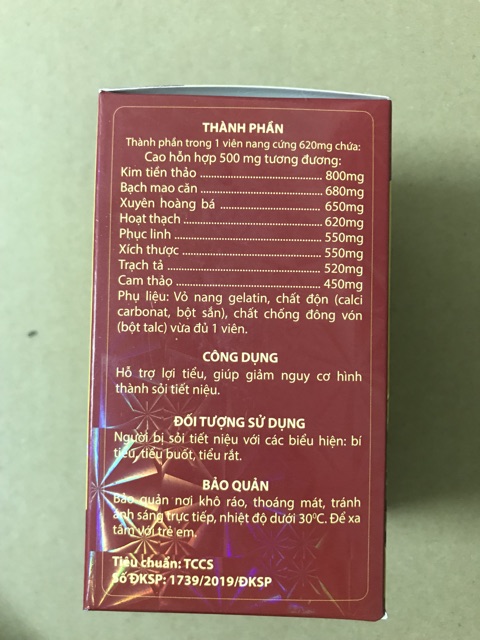 THÀNH PHẦN
Thành phần trong 1 viên nang cứng 620mg chứa:
Cao hỗn hợp 500 mg tương đương:
Kim tiền thảo ........................ 800mg
Bạch mao căn ........................ 680mg
Xuyên hoàng bá ........................ 650mg
Hoạt thạch ........................ 620mg
Phục linh ........................ 550mg
Xích thược ........................ 550mg
Trạch tả ........................ 520mg
Cam thảo ........................ 450mg
Phụ liệu: Vỏ nang gelatin, chất độn (calci
carbonat, bột sắn), chất chống đông vón
(bột talc) vừa đủ 1 viên.
CÔNG DỤNG
Hỗ trợ lợi tiểu, giúp giảm nguy cơ hình
thành sỏi tiết niệu.
ĐỐI TƯỢNG SỬ DỤNG
Người bị sỏi tiết niệu với các biểu hiện: bí
tiểu, tiểu buốt, tiểu rắt.
BẢO QUẢN
Bảo quản nơi khô ráo, thoáng mát, tránh
ánh sáng trực tiếp, nhiệt độ dưới 30⁰C. Để xa
tầm với trẻ em.
Tiêu chuẩn: TCCS
Số ĐKSP: 1739/2019/ĐKSP